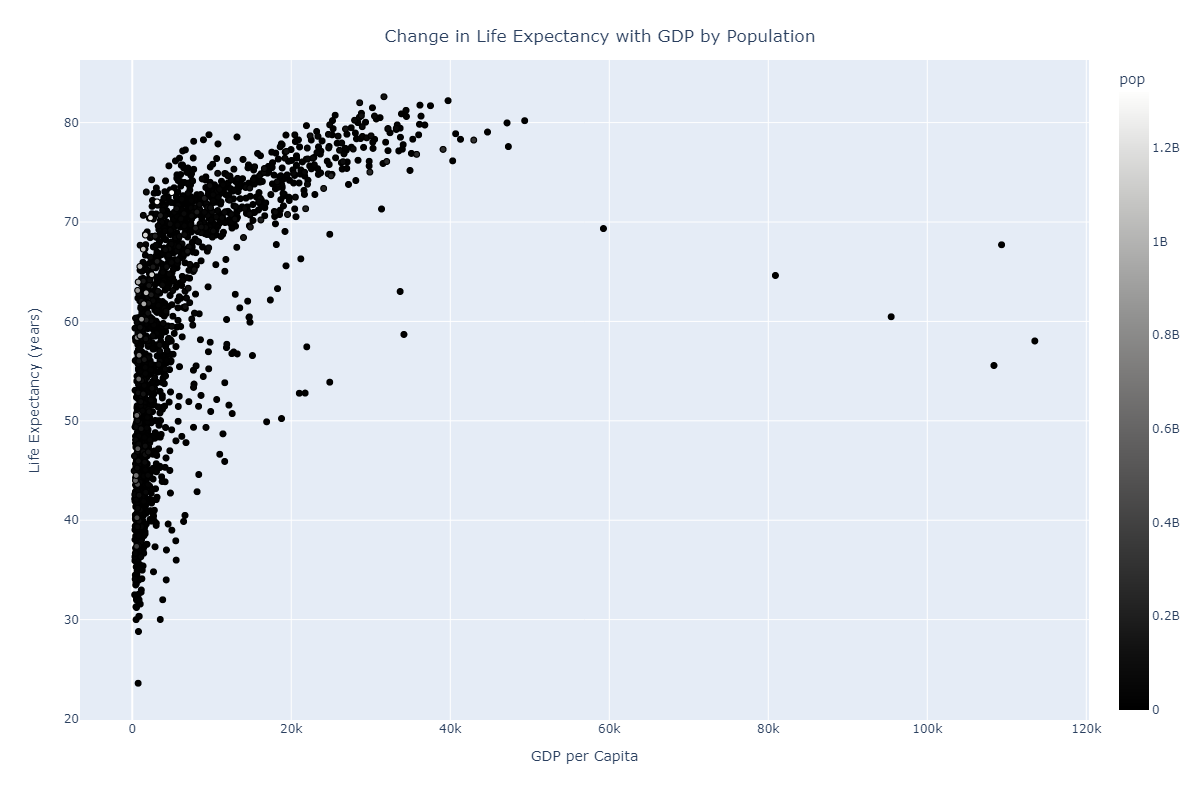 Change in Life Expectancy with GDP by Population
pop
1.2B
1B
0.8B
0.6B
0.4B
0.2B
0
80
70
60
50
40
30
20
Life Expectancy (years)
0 20k 40k 60k 80k 100k 120k
GDP per Capita